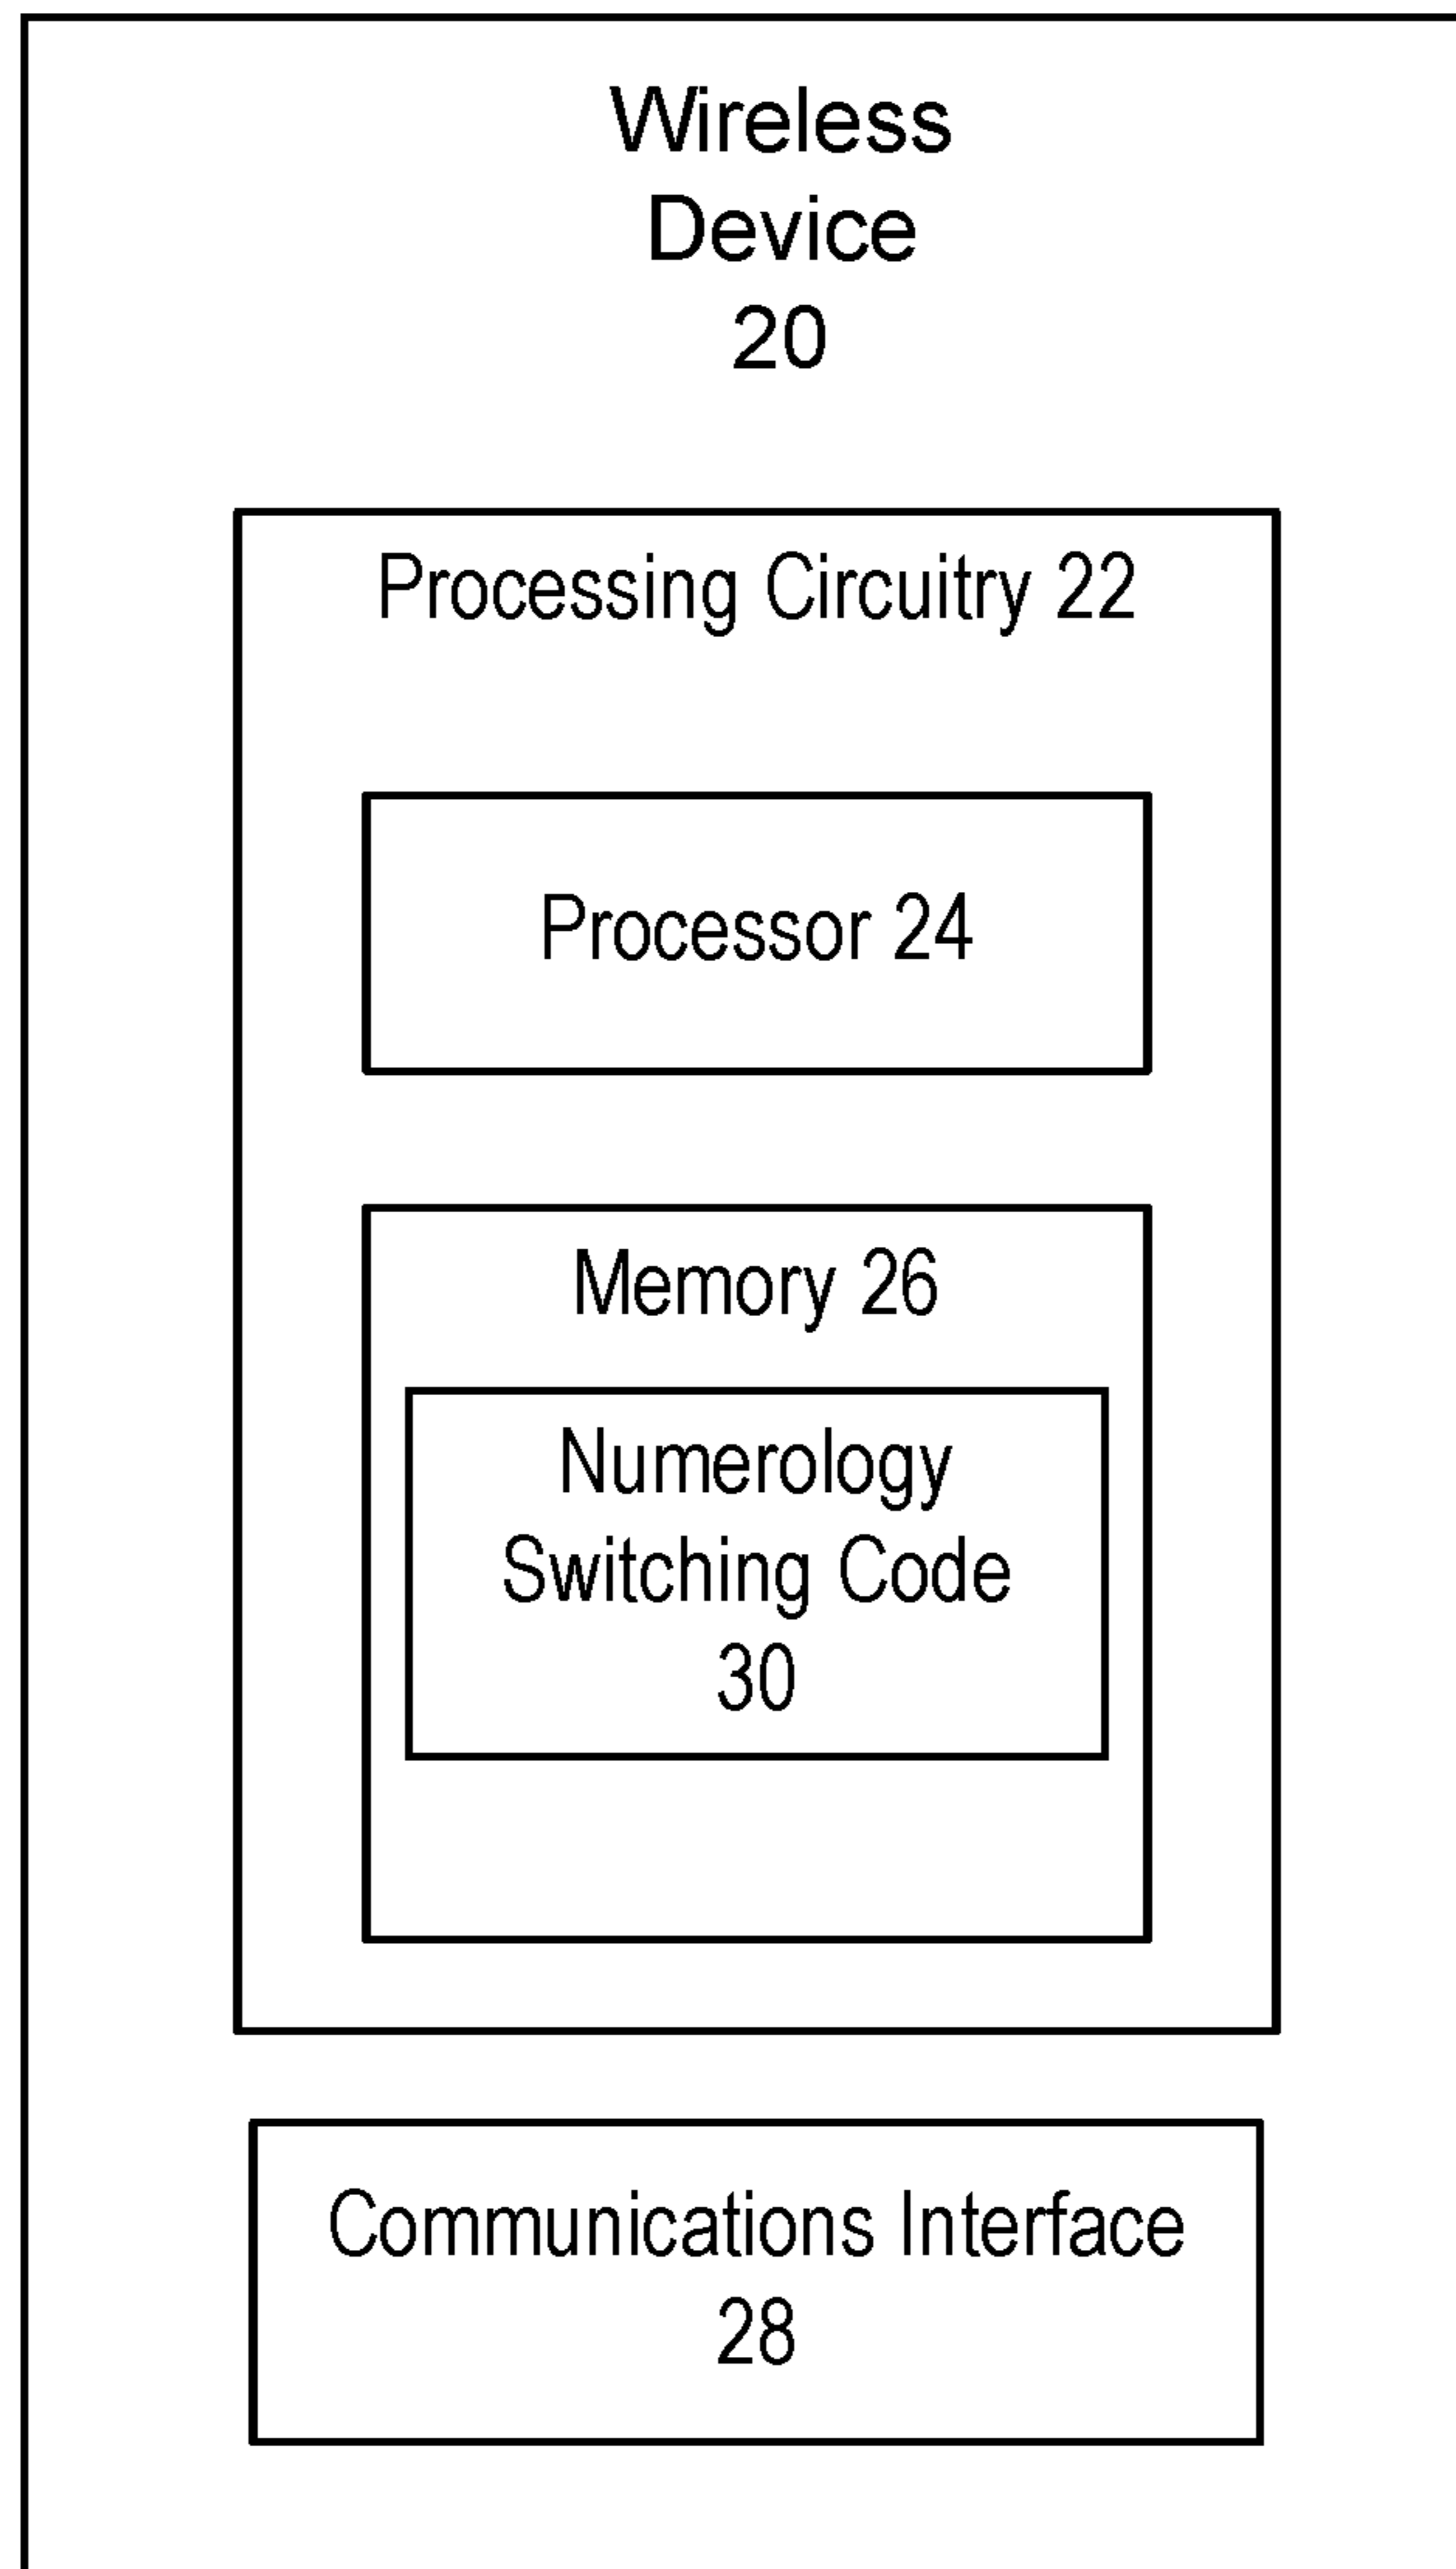 Wireless
Device
20
Processing Circuitry 22
Processor 24
Memory 26
Numerology
Switching Code
30
Communications Interface
28